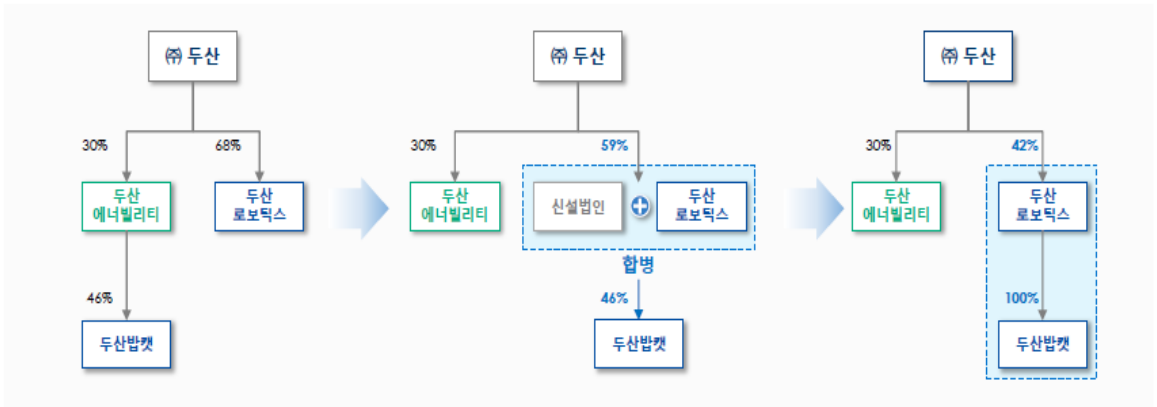 ㈜ 두산
30%
68%
두산
에너빌리티
두산
로보틱스
46%
두산밥캣
㈜ 두산
30%
59%
두산
에너빌리티
신설법인
두산
로보틱스
합병
46%
두산밥캣
㈜ 두산
30%
42%
두산
에너빌리티
두산
로보틱스
100%
두산밥캣